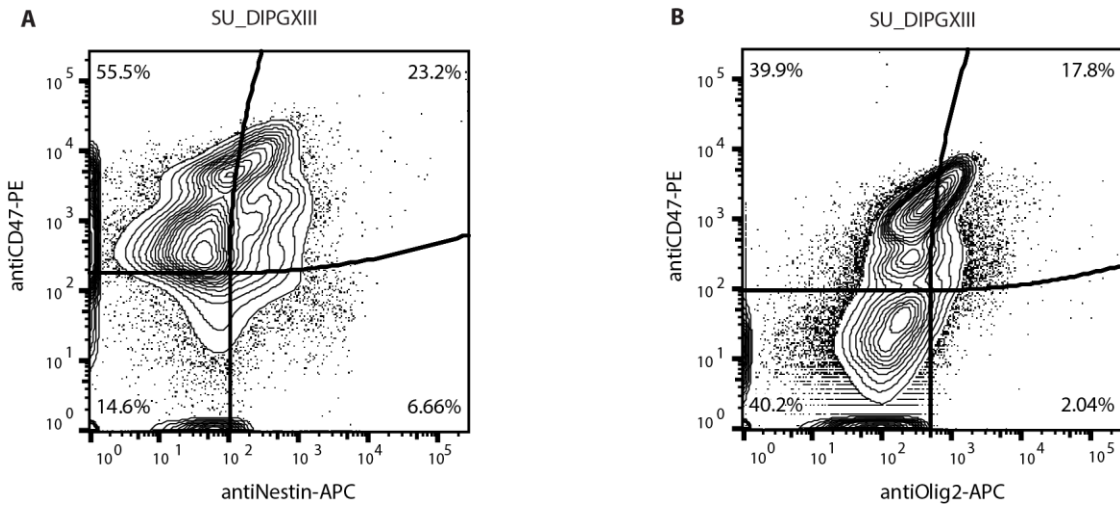 A
SU_DIPGXIII
55.5%
23.2%
10^5
10^4
10^3
10^2
10^1
10^0
antiCD47-PE
14.6%
6.66%
10^0 10^1 10^2 10^3 10^4 10^5
antiNestin-APC
B
SU_DIPGXIII
39.9%
17.8%
10^5
10^4
10^3
10^2
10^1
10^0
antiCD47-PE
40.2%
2.04%
10^0 10^1 10^2 10^3 10^4 10^5
antiOlig2-APC